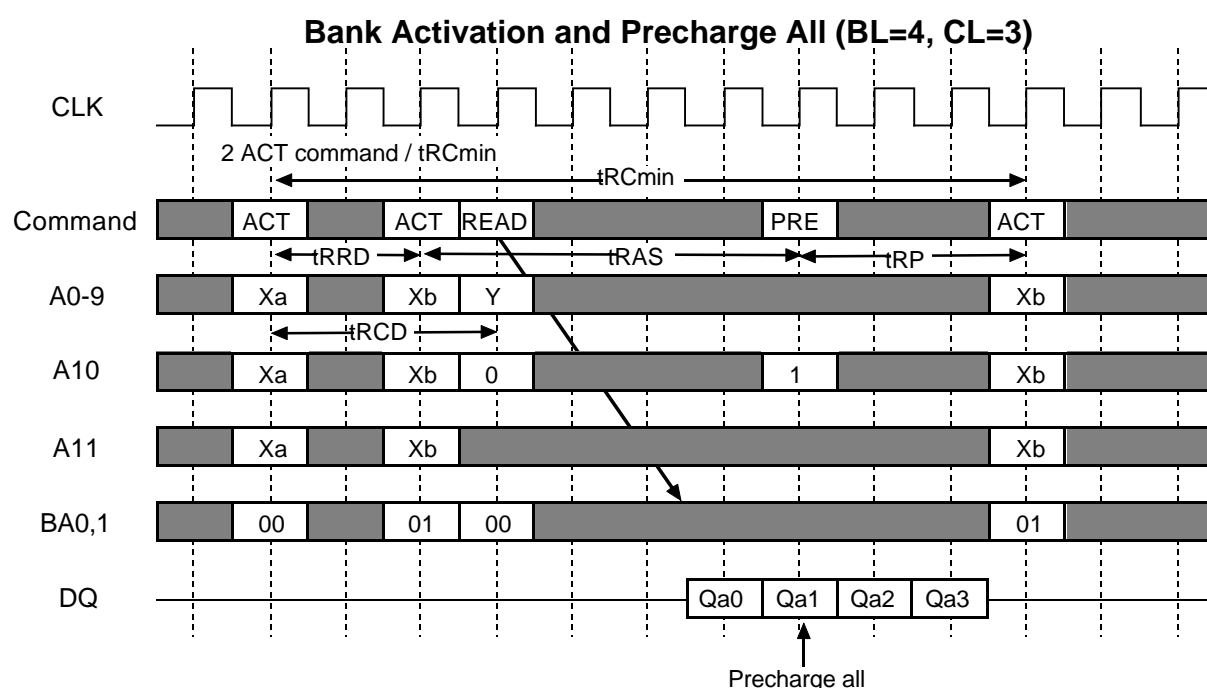 Bank Activation and Precharge All (BL=4, CL=3)
CLK
2 ACT command / tRCmin
tRCmin
Command ACT ACT READ PRE ACT
tRRD tRAS tRP
A0-9 Xa Xb Y Xb
tRCD
A10 Xa Xb 0 1 Xb
A11 Xa Xb Xb
BA0,1 00 01 00 01
DQ Qa0 Qa1 Qa2 Qa3
Precharge all